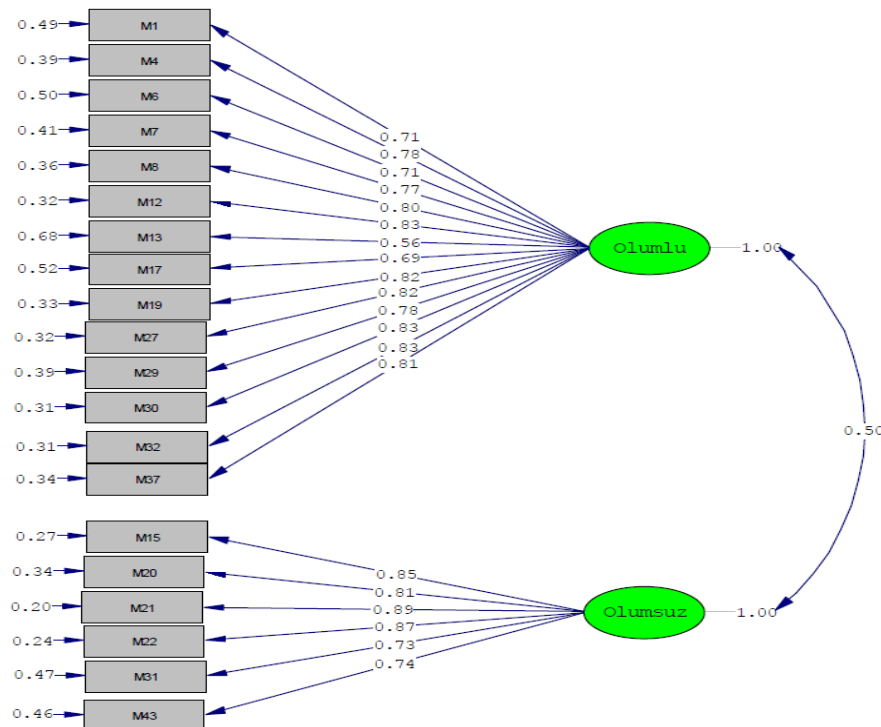 0.49 M1
0.39 M4
0.50 M6
0.41 M7
0.36 M8
0.32 M12
0.68 M13
0.52 M17
0.33 M19
0.32 M27
0.39 M29
0.31 M30
0.31 M32
0.34 M37
0.71
0.78
0.71
0.77
0.80
0.83
0.56
0.69
0.82
0.82
0.78
0.83
0.83
0.81
Olumlu 1.00
0.50
0.27 M15
0.34 M20
0.20 M21
0.24 M22
0.47 M31
0.46 M43
0.85
0.81
0.89
0.87
0.73
0.74
Olumsuz 1.00